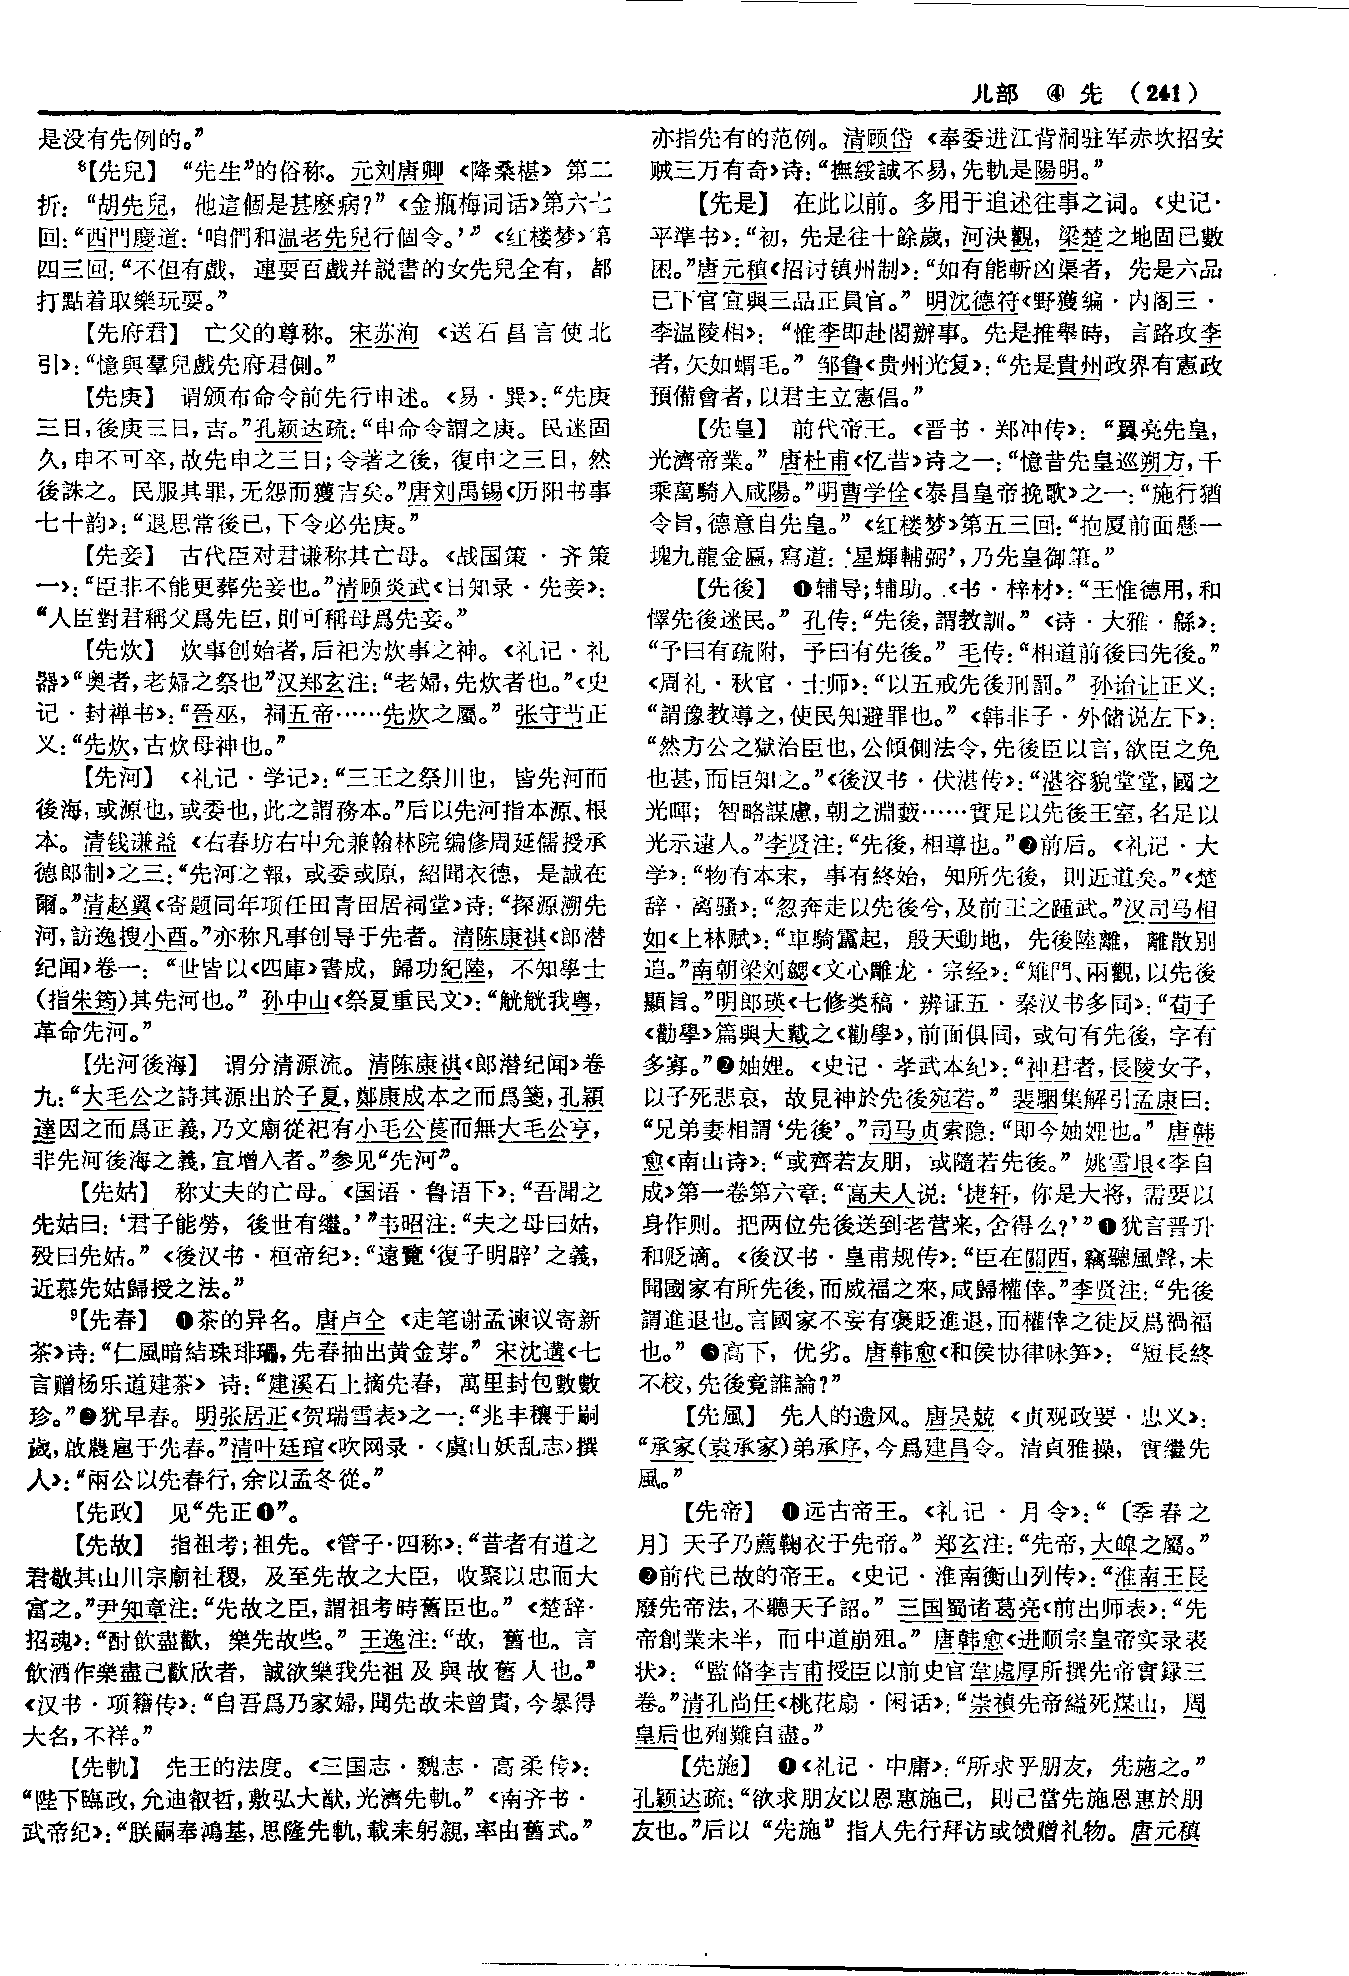 儿部 ④ 先 (241)
是没有先例的。”
⁸【先兒】 “先生”的俗称。元刘唐卿《降桑椹》第二
折：“胡先兒，他這個是甚麽病？”《金瓶梅词话》第六七
回：“西門慶道：‘咱們和温老先兒行個令。’”《红楼梦》第
四三回：“不但有戲，連耍百戲并説書的女先兒全有，都
打點着取樂玩耍。”
【先府君】 亡父的尊称。宋苏洵《送石昌言使北
引》：“憶與羣兒戲先府君側。”
【先庚】 谓颁布命令前先行申述。《易·巽》：“先庚
三日，後庚三日，吉。”孔颖达疏：“申命令謂之庚。民迷固
久，申不可卒，故先申之三日；令著之後，復申之三日，然
後誅之。民服其罪，无怨而獲吉矣。”唐刘禹锡《历阳书事
七十韵》：“退思常後已，下令必先庚。”
【先妾】 古代臣对君谦称其亡母。《战国策·齐策
一》：“臣非不能更葬先妾也。”清顾炎武《日知录·先妾》：
“人臣對君稱父爲先臣，則可稱母爲先妾。”
【先炊】 炊事创始者，后祀为炊事之神。《礼记·礼
器》“奥者，老婦之祭也”汉郑玄注：“老婦，先炊者也。”《史
记·封禅书》：“晉巫，祠五帝……先炊之屬。”张守节正
义：“先炊，古炊母神也。”
【先河】 《礼记·学记》：“三王之祭川也，皆先河而
後海，或源也，或委也，此之謂務本。”后以先河指本源、根
本。清钱谦益《右春坊右中允兼翰林院编修周延儒授承
德郎制》之三：“先河之報，或委或原，紹聞衣德，是誠在
爾。”清赵翼《寄题同年项任田青田居祠堂》诗：“探源溯先
河，訪逸搜小酉。”亦称凡事创导于先者。清陈康祺《郎潜
纪闻》卷一：“世皆以《四庫》書成，歸功紀陸，不知學士
(指朱筠)其先河也。”孙中山《祭夏重民文》：“觥觥我粤，
革命先河。”
【先河後海】 谓分清源流。清陈康祺《郎潜纪闻》卷
九：“大毛公之詩其源出於子夏，鄭康成本之而爲箋，孔穎
達因之而爲正義，乃文廟從祀有小毛公萇而無大毛公亨，
非先河後海之義，宜增入者。”参见“先河”。
【先姑】 称丈夫的亡母。《国语·鲁语下》：“吾聞之
先姑曰：‘君子能勞，後世有繼。’”韦昭注：“夫之母曰姑，
殁曰先姑。”《後汉书·桓帝纪》：“遠覽‘復子明辟’之義，
近慕先姑歸授之法。”
⁹【先春】 ❶茶的异名。唐卢仝《走笔谢孟谏议寄新
茶》诗：“仁風暗結珠琲瓃，先春抽出黄金芽。”宋沈遘《七
言赠杨乐道建茶》诗：“建溪石上摘先春，萬里封包數數
珍。”❷犹早春。明张居正《贺瑞雪表》之一：“兆丰穰于嗣
歲，啟農扈于先春。”清叶廷琯《吹网录·〈虞山妖乱志〉撰
人》：“兩公以先春行，余以孟冬從。”
【先政】 见“先正❶”。
【先故】 指祖考；祖先。《管子·四称》：“昔者有道之
君敬其山川宗廟社稷，及至先故之大臣，收聚以忠而大
富之。”尹知章注：“先故之臣，謂祖考時舊臣也。”《楚辞·
招魂》：“酎飲盡歡，樂先故些。”王逸注：“故，舊也。言
飲酒作樂盡己歡欣者，誠欲樂我先祖及與故舊人也。”
《汉书·项籍传》：“自吾爲乃家婦，聞先故未曾貴，今暴得
大名，不祥。”
【先軌】 先王的法度。《三国志·魏志·高柔传》：
“陛下臨政，允迪叡哲，敷弘大猷，光濟先軌。”《南齐书·
武帝纪》：“朕嗣奉鴻基，思隆先軌，載耒躬親，率由舊式。”
亦指先有的范例。清顾岱《奉委进江背洞驻军赤坎招安
贼三万有奇》诗：“撫綏誠不易，先軌是陽明。”
【先是】 在此以前。多用于追述往事之词。《史记·
平準书》：“初，先是往十餘歲，河決觀，梁楚之地固已數
困。”唐元稹《招讨镇州制》：“如有能斬凶渠者，先是六品
已下官宜與三品正員官。”明沈德符《野獲编·内阁三·
李温陵相》：“惟李即赴閣辦事。先是推舉時，言路攻李
者，矢如蝟毛。”邹鲁《贵州光复》：“先是貴州政界有憲政
預備會者，以君主立憲倡。”
【先皇】 前代帝王。《晋书·郑冲传》：“翼亮先皇，
光濟帝業。”唐杜甫《忆昔》诗之一：“憶昔先皇巡朔方，千
乘萬騎入咸陽。”明曹学佺《泰昌皇帝挽歌》之一：“施行猶
令旨，德意自先皇。”《红楼梦》第五三回：“抱厦前面懸一
塊九龍金匾，寫道：‘星輝輔弼’，乃先皇御筆。”
【先後】 ❶辅导；辅助。《书·梓材》：“王惟德用，和
懌先後迷民。”孔传：“先後，謂教訓。”《诗·大雅·緜》：
“予曰有疏附，予曰有先後。”毛传：“相道前後曰先後。”
《周礼·秋官·士师》：“以五戒先後刑罰。”孙诒让正义：
“謂豫教導之，使民知避罪也。”《韩非子·外储说左下》：
“然方公之獄治臣也，公傾側法令，先後臣以言，欲臣之免
也甚，而臣知之。”《後汉书·伏湛传》：“湛容貌堂堂，國之
光暉；智略謀慮，朝之淵藪……實足以先後王室，名足以
光示遠人。”李贤注：“先後，相導也。”❷前后。《礼记·大
学》：“物有本末，事有終始，知所先後，則近道矣。”《楚
辞·离骚》：“忽奔走以先後兮，及前王之踵武。”汉司马相
如《上林赋》：“車騎靁起，殷天動地，先後陸離，離散别
追。”南朝梁刘勰《文心雕龙·宗经》：“雉門、兩觀，以先後
顯旨。”明郎瑛《七修类稿·辨证五·秦汉书多同》：“荀子
《勸學》篇與大戴之《勸學》，前面俱同，或句有先後，字有
多寡。”❸妯娌。《史记·孝武本纪》：“神君者，長陵女子，
以子死悲哀，故見神於先後宛若。”裴骃集解引孟康曰：
“兄弟妻相謂‘先後’。”司马贞索隐：“即今妯娌也。”唐韩
愈《南山诗》：“或齊若友朋，或隨若先後。”姚雪垠《李自
成》第一卷第六章：“高夫人说：‘捷轩，你是大将，需要以
身作则。把两位先後送到老营来，舍得么？’”❹犹言晋升
和贬谪。《後汉书·皇甫规传》：“臣在關西，竊聽風聲，未
聞國家有所先後，而威福之來，咸歸權倖。”李贤注：“先後
謂進退也。言國家不妄有褒貶進退，而權倖之徒反爲禍福
也。”❺高下，优劣。唐韩愈《和侯协律咏笋》：“短長終
不校，先後竟誰論？”
【先風】 先人的遗风。唐吴兢《贞观政要·忠义》：
“承家(袁承家)弟承序，今爲建昌令。清貞雅操，實繼先
風。”
【先帝】 ❶远古帝王。《礼记·月令》：“〔季春之
月〕天子乃薦鞠衣于先帝。”郑玄注：“先帝，大皞之屬。”
❷前代已故的帝王。《史记·淮南衡山列传》：“淮南王長
廢先帝法，不聽天子詔。”三国蜀诸葛亮《前出师表》：“先
帝創業未半，而中道崩殂。”唐韩愈《进顺宗皇帝实录表
状》：“監脩李吉甫授臣以前史官韋處厚所撰先帝實録三
卷。”清孔尚任《桃花扇·闲话》：“崇禎先帝縊死煤山，周
皇后也殉難自盡。”
【先施】 ❶《礼记·中庸》：“所求乎朋友，先施之。”
孔颖达疏：“欲求朋友以恩惠施己，則己當先施恩惠於朋
友也。”后以“先施”指人先行拜访或馈赠礼物。唐元稹